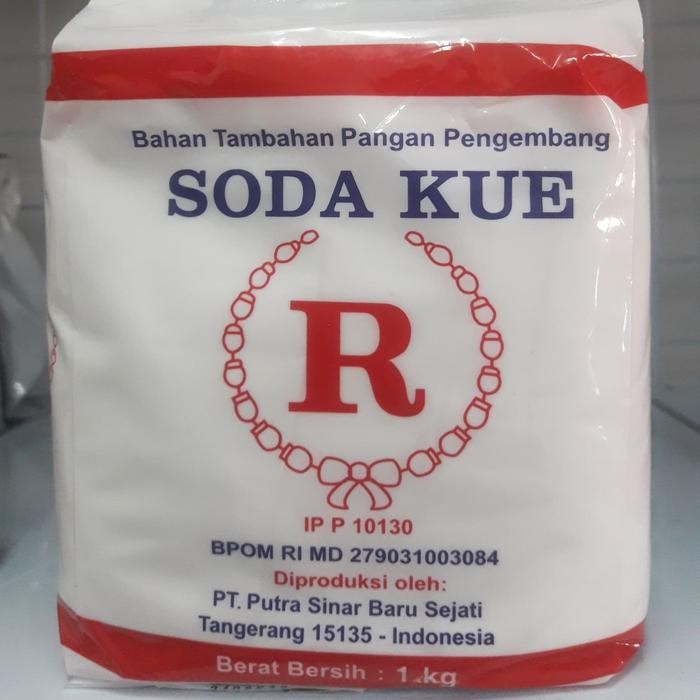 Bahan Tambahan Pangan Pengembang
SODA KUE
R
IP P 10130
BPOM RI MD 279031003084
Diproduksi oleh:
PT. Putra Sinar Baru Sejati
Tangerang 15135 - Indonesia
Berat Bersih : 1 kg